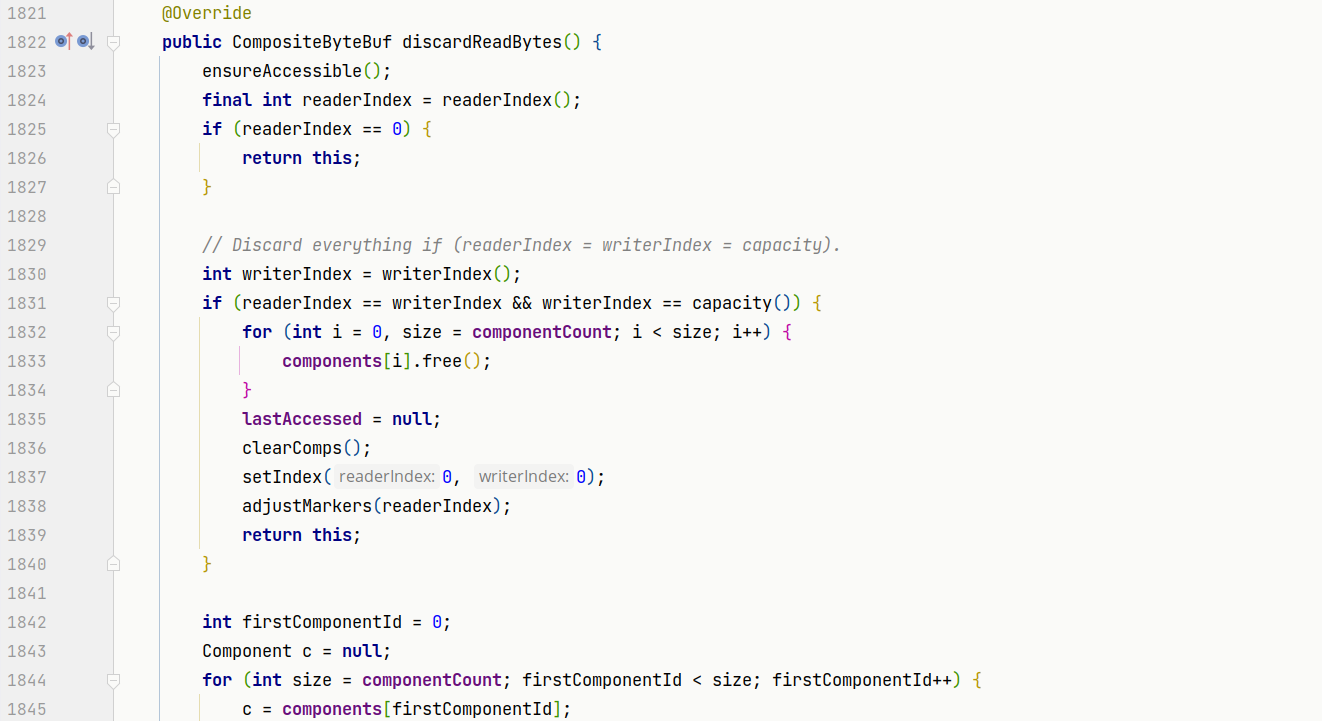 1821 @Override
1822 public CompositeByteBuf discardReadBytes() {
1823 ensureAccessible();
1824 final int readerIndex = readerIndex();
1825 if (readerIndex == 0) {
1826 return this;
1827 }
1828
1829 // Discard everything if (readerIndex = writerIndex = capacity).
1830 int writerIndex = writerIndex();
1831 if (readerIndex == writerIndex && writerIndex == capacity()) {
1832 for (int i = 0, size = componentCount; i < size; i++) {
1833 components[i].free();
1834 }
1835 lastAccessed = null;
1836 clearComps();
1837 setIndex( readerIndex: 0, writerIndex: 0);
1838 adjustMarkers(readerIndex);
1839 return this;
1840 }
1841
1842 int firstComponentId = 0;
1843 Component c = null;
1844 for (int size = componentCount; firstComponentId < size; firstComponentId++) {
1845 c = components[firstComponentId];